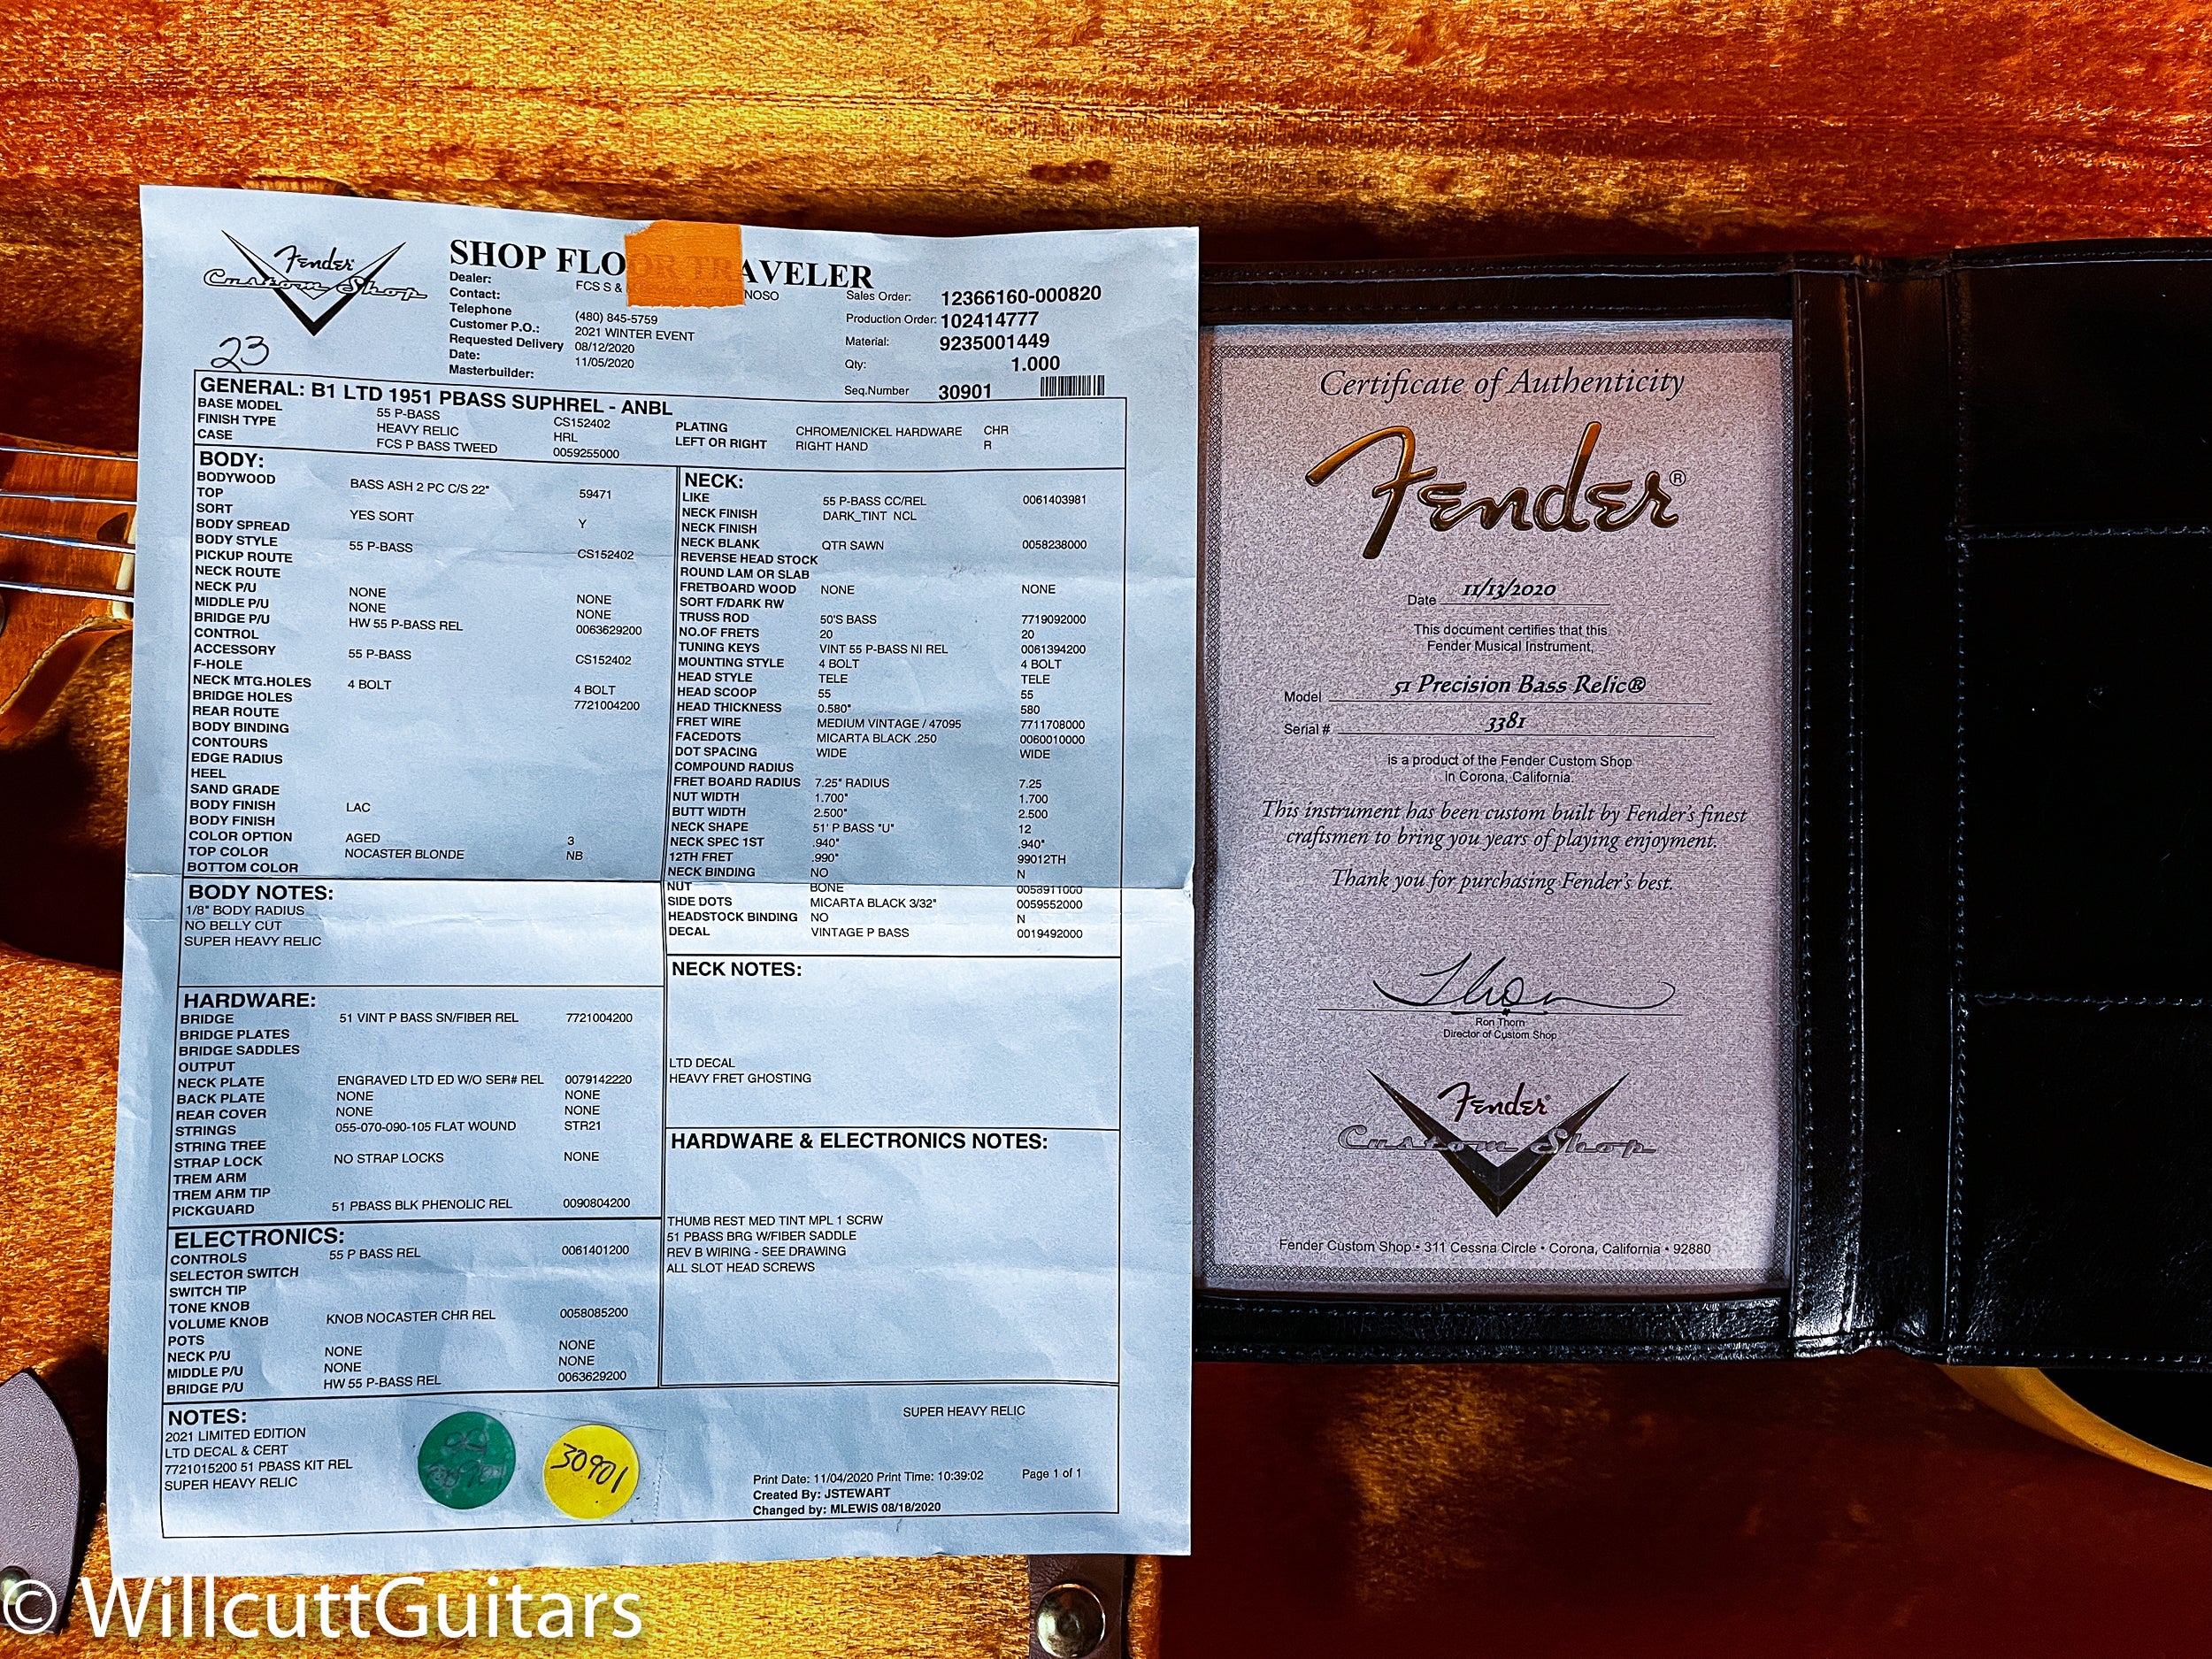 Fender
Custom Shop
23
SHOP FLO AVELER
Dealer: FCS S & NOSO
Contact:
Telephone (480) 845-5759
Customer P.O.: 2021 WINTER EVENT
Requested Delivery 08/12/2020
Date: 11/05/2020
Masterbuilder:
Sales Order: 12366160-000820
Production Order: 102414777
Material: 9235001449
Qty: 1.000
Seq.Number 30901
GENERAL: B1 LTD 1951 PBASS SUPHREL - ANBL
BASE MODEL 55 P-BASS CS152402
FINISH TYPE HEAVY RELIC HRL
CASE FCS P BASS TWEED 0059255000
PLATING CHROME/NICKEL HARDWARE CHR
LEFT OR RIGHT RIGHT HAND R
BODY:
BODYWOOD BASS ASH 2 PC C/S 22" 59471
TOP
SORT YES SORT Y
BODY SPREAD
BODY STYLE 55 P-BASS CS152402
PICKUP ROUTE
NECK ROUTE
NECK P/U NONE NONE
MIDDLE P/U NONE NONE
BRIDGE P/U HW 55 P-BASS REL 0063629200
CONTROL
ACCESSORY 55 P-BASS CS152402
F-HOLE
NECK MTG.HOLES 4 BOLT 4 BOLT
BRIDGE HOLES 7721004200
REAR ROUTE
BODY BINDING
CONTOURS
EDGE RADIUS
HEEL
SAND GRADE
BODY FINISH LAC
BODY FINISH
COLOR OPTION AGED 3
TOP COLOR NOCASTER BLONDE NB
BOTTOM COLOR
BODY NOTES:
1/8" BODY RADIUS
NO BELLY CUT
SUPER HEAVY RELIC
HARDWARE:
BRIDGE 51 VINT P BASS SN/FIBER REL 7721004200
BRIDGE PLATES
BRIDGE SADDLES
OUTPUT
NECK PLATE ENGRAVED LTD ED W/O SER# REL 0079142220
BACK PLATE NONE NONE
REAR COVER NONE NONE
STRINGS 055-070-090-105 FLAT WOUND STR21
STRING TREE
STRAP LOCK NO STRAP LOCKS NONE
TREM ARM
TREM ARM TIP
PICKGUARD 51 PBASS BLK PHENOLIC REL 0090804200
ELECTRONICS:
CONTROLS 55 P BASS REL 0061401200
SELECTOR SWITCH
SWITCH TIP
TONE KNOB
VOLUME KNOB KNOB NOCASTER CHR REL 0058085200
POTS
NECK P/U NONE NONE
MIDDLE P/U NONE NONE
BRIDGE P/U HW 55 P-BASS REL 0063629200
NECK:
LIKE 55 P-BASS CC/REL 0061403981
NECK FINISH DARK_TINT NCL
NECK FINISH
NECK BLANK QTR SAWN 0058238000
REVERSE HEAD STOCK
ROUND LAM OR SLAB
FRETBOARD WOOD NONE NONE
SORT F/DARK RW
TRUSS ROD 50'S BASS 7719092000
NO.OF FRETS 20 20
TUNING KEYS VINT 55 P-BASS NI REL 0061394200
MOUNTING STYLE 4 BOLT 4 BOLT
HEAD STYLE TELE TELE
HEAD SCOOP 55 55
HEAD THICKNESS 0.580" 580
FRET WIRE MEDIUM VINTAGE / 47095 7711708000
FACEDOTS MICARTA BLACK .250 0060010000
DOT SPACING WIDE WIDE
COMPOUND RADIUS
FRET BOARD RADIUS 7.25" RADIUS 7.25
NUT WIDTH 1.700" 1.700
BUTT WIDTH 2.500" 2.500
NECK SHAPE 51' P BASS "U" 12
NECK SPEC 1ST .940" .940"
12TH FRET .990" 99012TH
NECK BINDING NO N
NUT BONE 0058911000
SIDE DOTS MICARTA BLACK 3/32" 0059552000
HEADSTOCK BINDING NO N
DECAL VINTAGE P BASS 0019492000
NECK NOTES:
LTD DECAL
HEAVY FRET GHOSTING
HARDWARE & ELECTRONICS NOTES:
THUMB REST MED TINT MPL 1 SCRW
51 PBASS BRG W/FIBER SADDLE
REV B WIRING - SEE DRAWING
ALL SLOT HEAD SCREWS
NOTES:
2021 LIMITED EDITION
LTD DECAL & CERT
7721015200 51 PBASS KIT REL
SUPER HEAVY RELIC
30901
SUPER HEAVY RELIC
Print Date: 11/04/2020 Print Time: 10:39:02 Page 1 of 1
Created By: JSTEWART
Changed by: MLEWIS 08/18/2020
Certificate of Authenticity
Fender®
Date 11/13/2020
This document certifies that this
Fender Musical Instrument,
Model 51 Precision Bass Relic®
Serial # 3381
is a product of the Fender Custom Shop
in Corona, California.
This instrument has been custom built by Fender's finest
craftsmen to bring you years of playing enjoyment.
Thank you for purchasing Fender's best.
Thorn
Ron Thorn
Director of Custom Shop
Fender®
Custom Shop
Fender Custom Shop • 311 Cessna Circle • Corona, California • 92880
© WillcuttGuitars